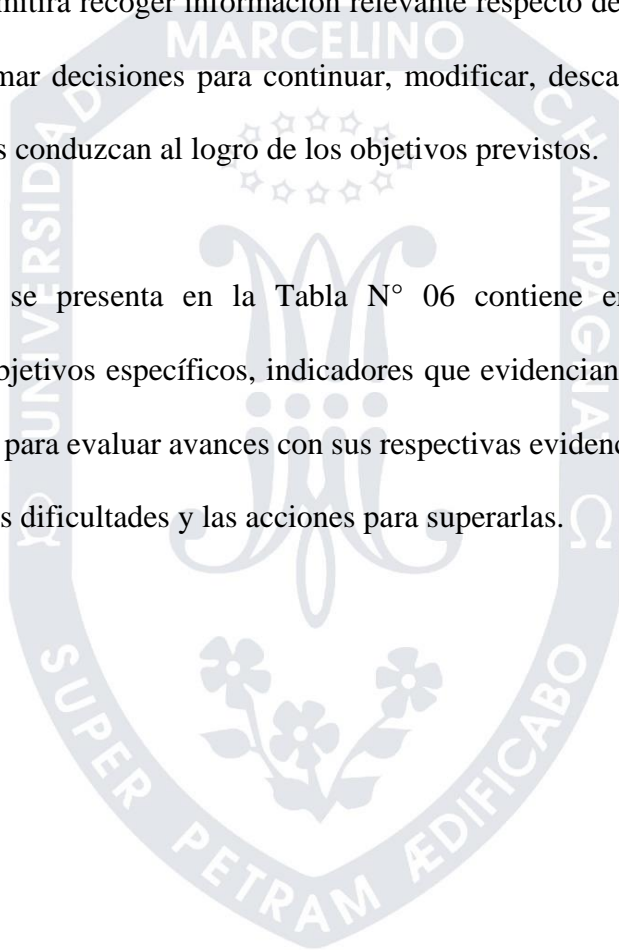 mitirá recoger información relevante respecto de
mar decisiones para continuar, modificar, desca
s conduzcan al logro de los objetivos previstos.
se presenta en la Tabla N° 06 contiene en
bjetivos específicos, indicadores que evidencian
para evaluar avances con sus respectivas evidenc
s dificultades y las acciones para superarlas.
UNIVERSIDAD
MARCELINO
CHAMPAGNAT
SUPER PETRAM ÆDIFICABO